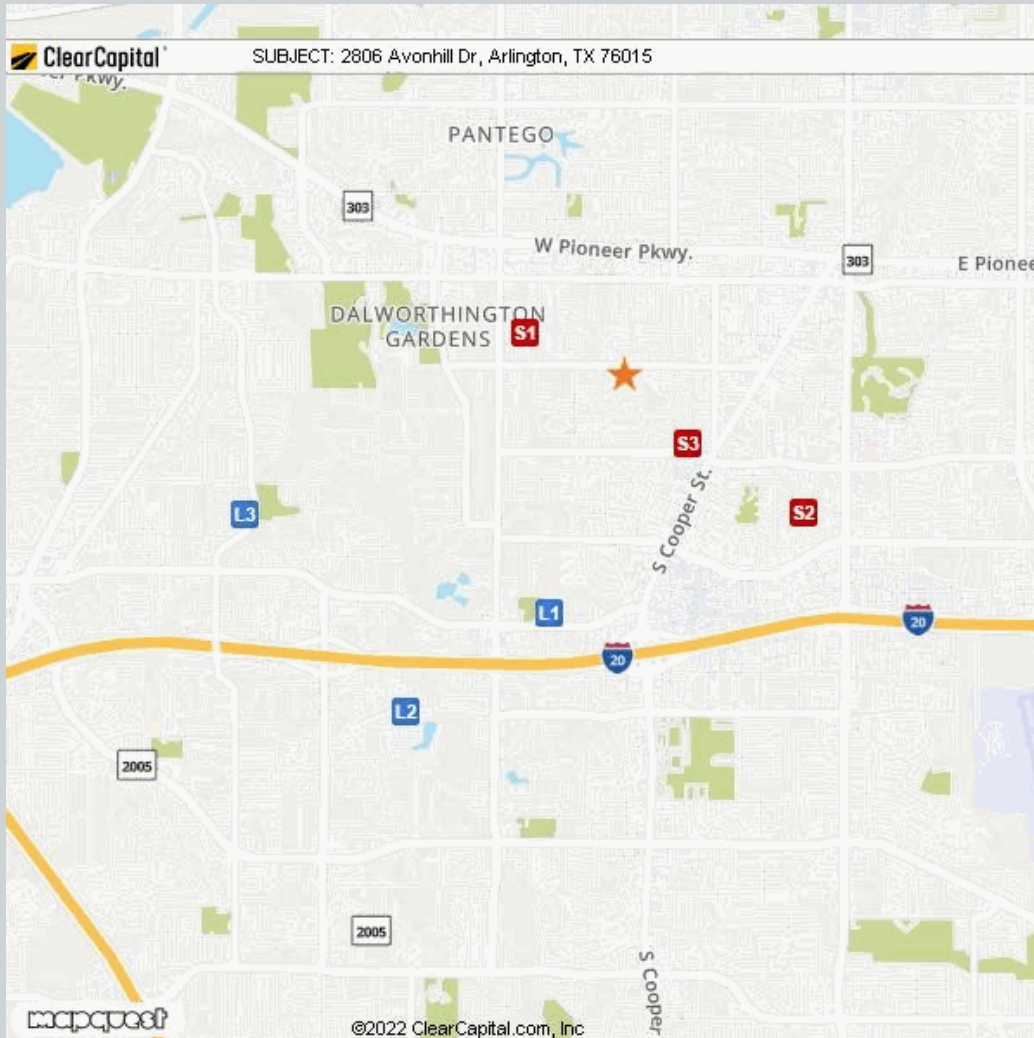 ClearCapital
SUBJECT: 2806 Avonhill Dr, Arlington, TX 76015
Pkwy.
PANTEGO
303
W Pioneer Pkwy.
303
E Pionee
DALWORTHINGTON
GARDENS
S1
S3
S Cooper St.
L3
S2
L1
20
20
L2
2005
2005
S Cooper
mapquest
©2022 ClearCapital.com, Inc